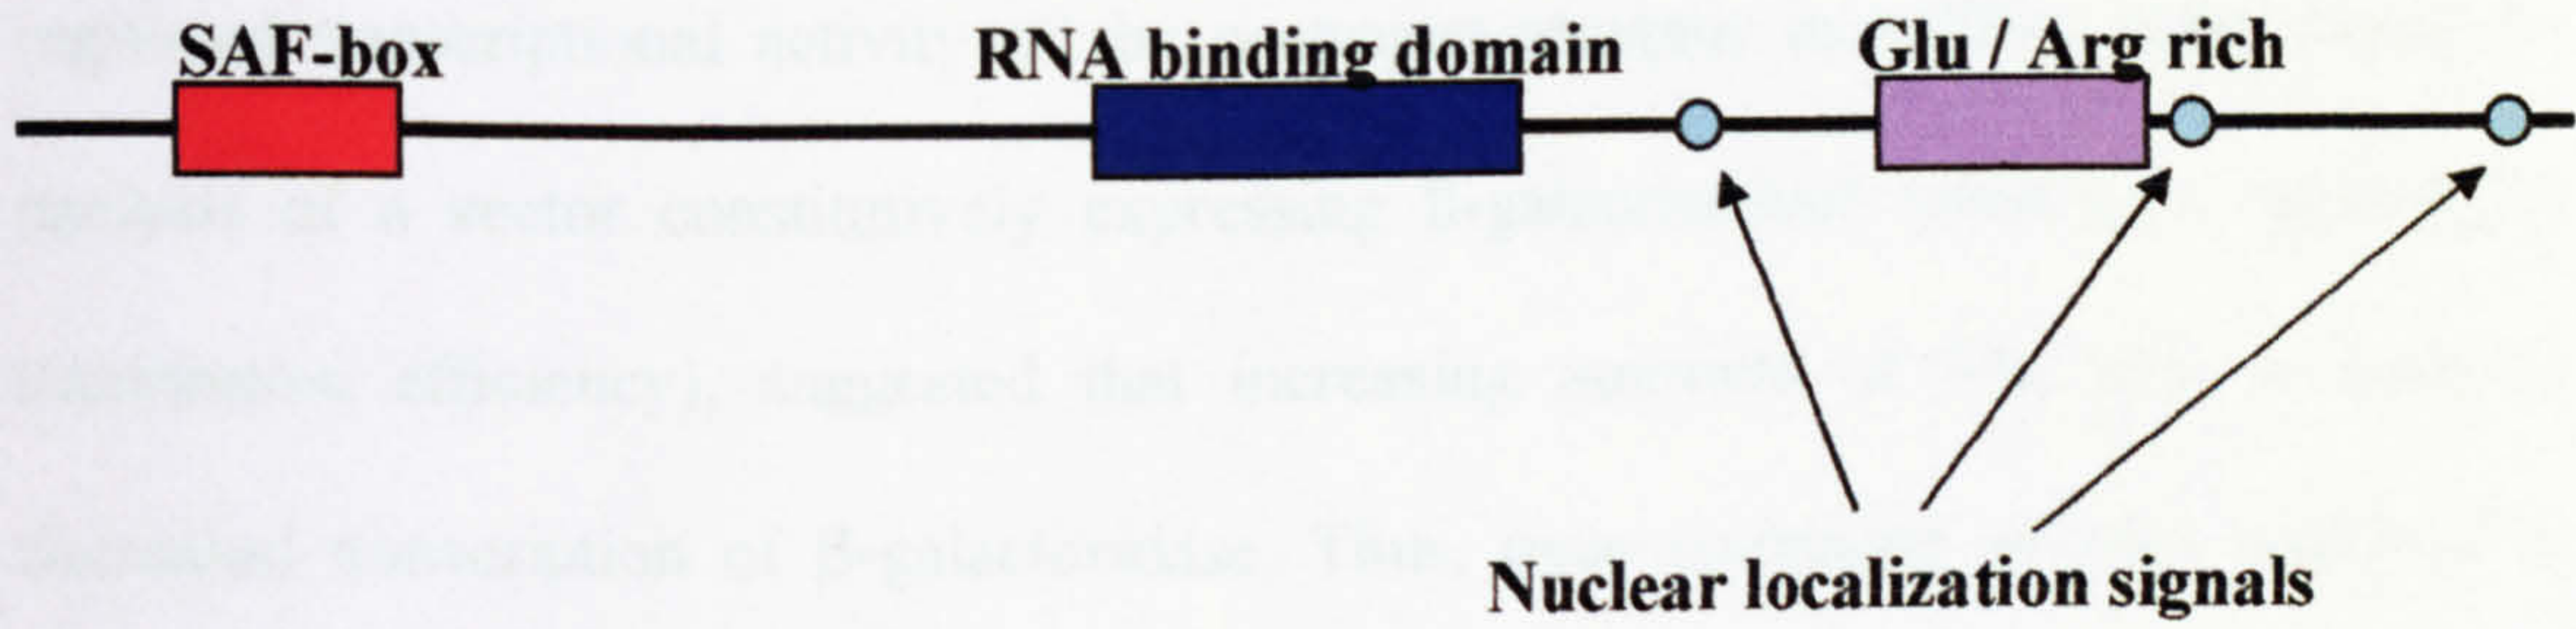 SAF-box
RNA binding domain
Glu / Arg rich
Nuclear localization signals